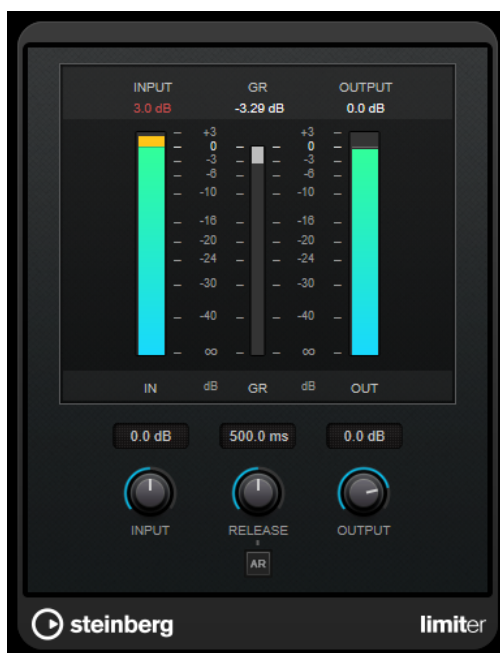 INPUT GR OUTPUT
3.0 dB -3.29 dB 0.0 dB
+3 +3
0 0
-3 -3
-6 -6
-10 -10
-16 -16
-20 -20
-24 -24
-30 -30
-40 -40
∞ ∞
IN dB GR dB OUT
0.0 dB 500.0 ms 0.0 dB
INPUT RELEASE OUTPUT
AR
steinberg limiter